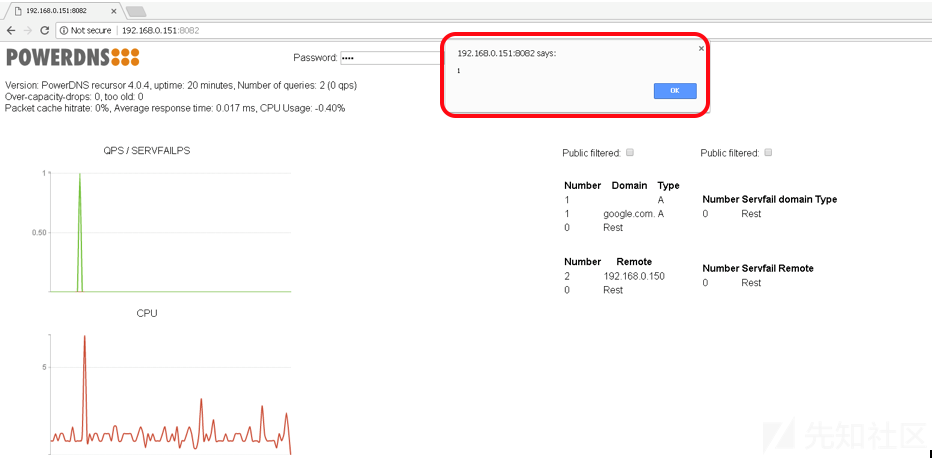 192.168.0.151:8082
Not secure | 192.168.0.151:8082
POWERDNS
Password: ••••
192.168.0.151:8082 says:
1
OK
Version: PowerDNS recursor 4.0.4, uptime: 20 minutes, Number of queries: 2 (0 qps)
Over-capacity-drops: 0, too old: 0
Packet cache hitrate: 0%, Average response time: 0.017 ms, CPU Usage: -0.40%
QPS / SERVFAILPS
1
0.50
Public filtered:
Public filtered:
Number Domain Type
1 A
1 google.com. A
0 Rest
Number Servfail domain Type
0 Rest
Number Remote
2 192.168.0.150
0 Rest
Number Servfail Remote
0 Rest
CPU
5
先知社区